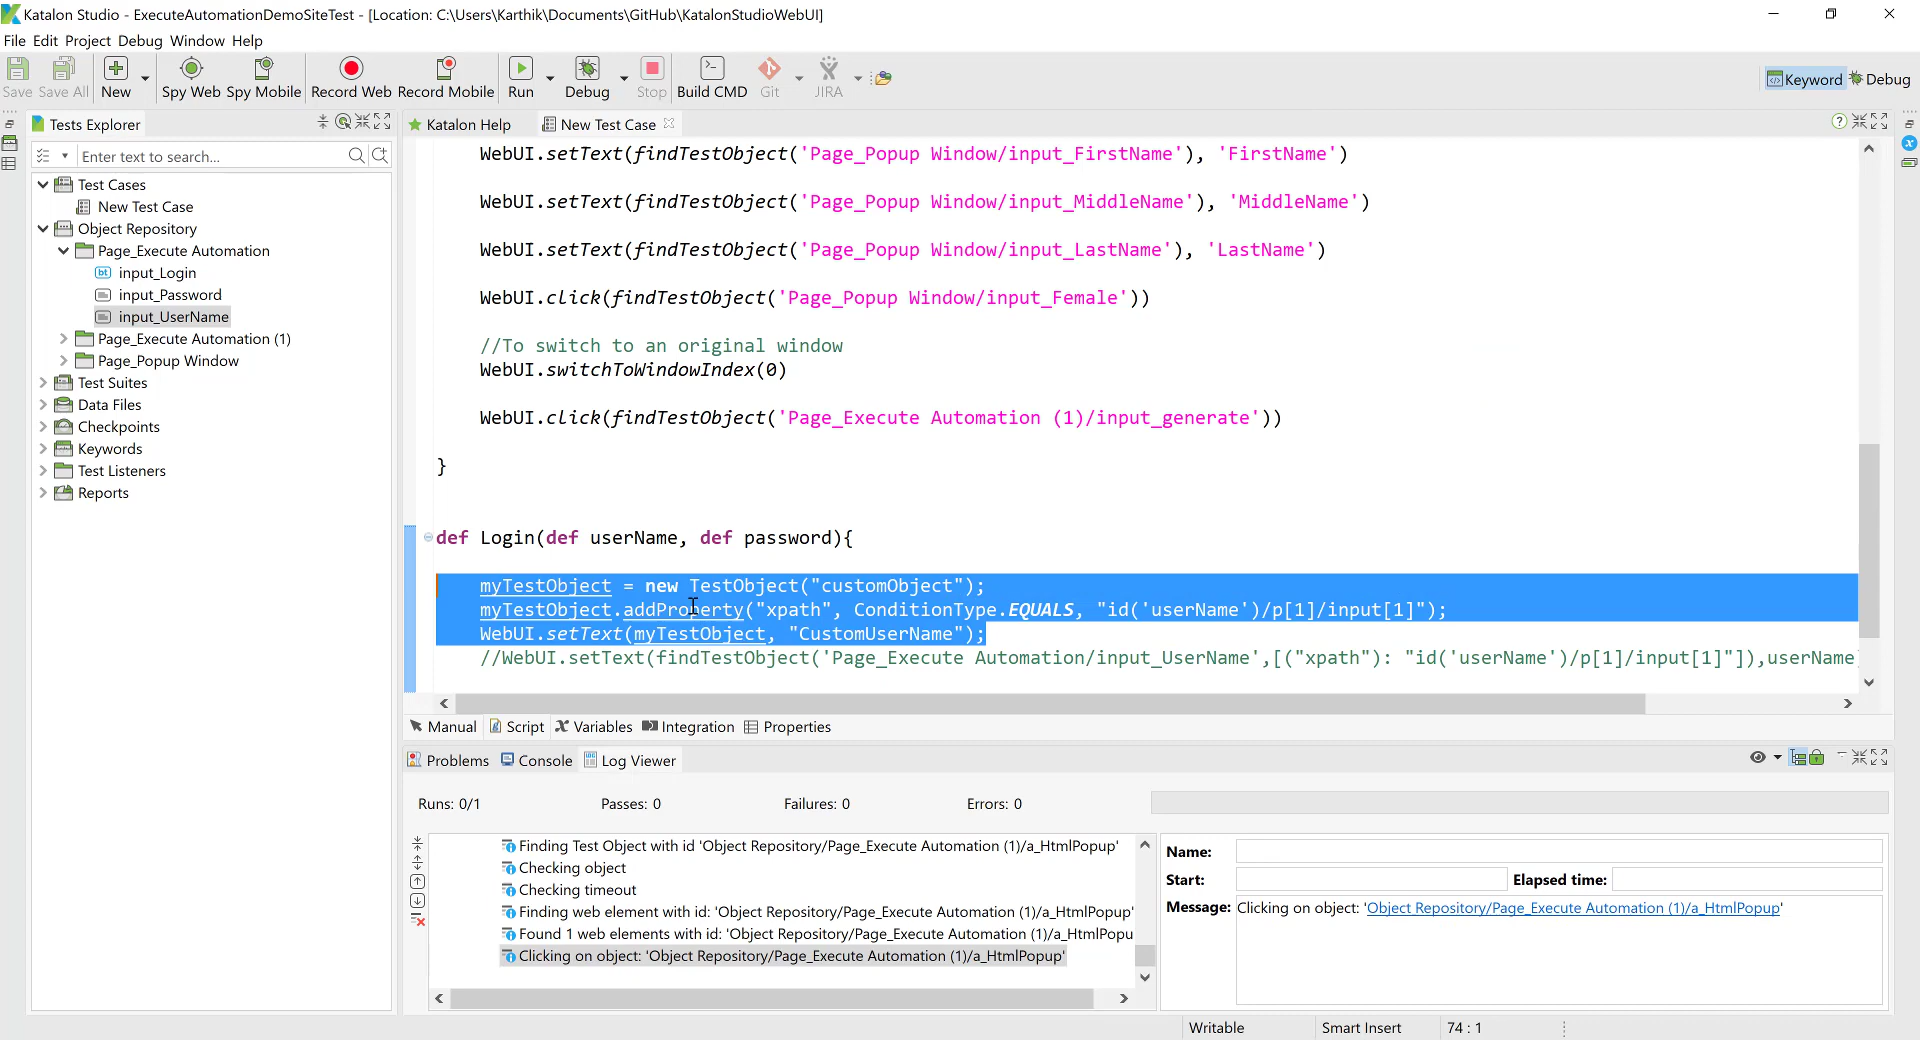 Katalon Studio - ExecuteAutomationDemoSiteTest - [Location: C:\Users\Karthik\Documents\GitHub\KatalonStudioWebUI]
File Edit Project Debug Window Help
Save Save All New Spy Web Spy Mobile Record Web Record Mobile Run Debug Stop Build CMD Git JIRA Keyword Debug
Tests Explorer
Enter text to search...
Test Cases
New Test Case
Object Repository
Page_Execute Automation
input_Login
input_Password
input_UserName
Page_Execute Automation (1)
Page_Popup Window
Test Suites
Data Files
Checkpoints
Keywords
Test Listeners
Reports
Katalon Help New Test Case
WebUI.setText(findTestObject('Page_Popup Window/input_FirstName'), 'FirstName')
WebUI.setText(findTestObject('Page_Popup Window/input_MiddleName'), 'MiddleName')
WebUI.setText(findTestObject('Page_Popup Window/input_LastName'), 'LastName')
WebUI.click(findTestObject('Page_Popup Window/input_Female'))
//To switch to an original window
WebUI.switchToWindowIndex(0)
WebUI.click(findTestObject('Page_Execute Automation (1)/input_generate'))
}
def Login(def userName, def password){
myTestObject = new TestObject("customObject");
myTestObject.addProperty("xpath", ConditionType.EQUALS, "id('userName')/p[1]/input[1]");
WebUI.setText(myTestObject, "CustomUserName");
//WebUI.setText(findTestObject('Page_Execute Automation/input_UserName',[("xpath"): "id('userName')/p[1]/input[1]"]),userName
Manual Script Variables Integration Properties
Problems Console Log Viewer
Runs: 0/1 Passes: 0 Failures: 0 Errors: 0
Finding Test Object with id 'Object Repository/Page_Execute Automation (1)/a_HtmlPopup'
Checking object
Checking timeout
Finding web element with id: 'Object Repository/Page_Execute Automation (1)/a_HtmlPopup'
Found 1 web elements with id: 'Object Repository/Page_Execute Automation (1)/a_HtmlPopu
Clicking on object: 'Object Repository/Page_Execute Automation (1)/a_HtmlPopup'
Name:
Start: Elapsed time:
Message: Clicking on object: 'Object Repository/Page_Execute Automation (1)/a_HtmlPopup'
Writable Smart Insert 74 : 1